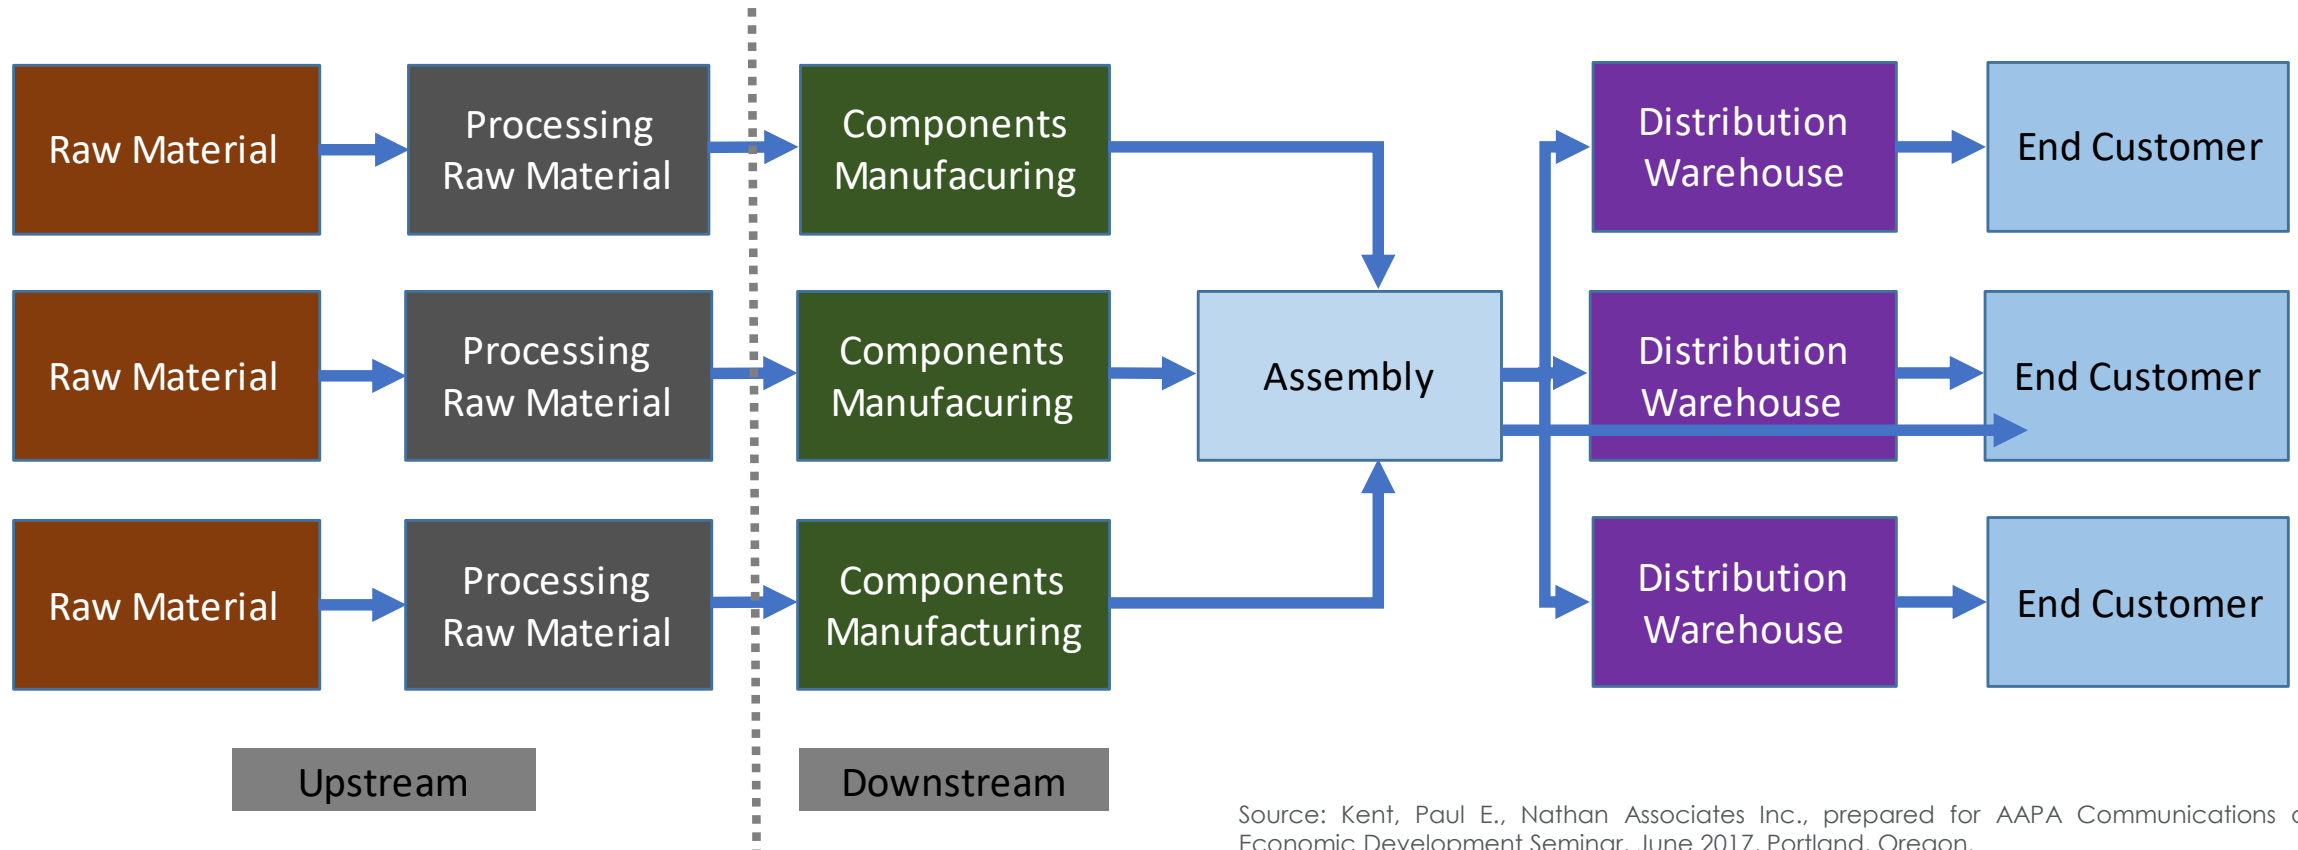 Raw Material
Processing
Raw Material
Components
Manufacuring
Distribution
Warehouse
End Customer
Raw Material
Processing
Raw Material
Components
Manufacuring
Assembly
Distribution
Warehouse
End Customer
Raw Material
Processing
Raw Material
Components
Manufacturing
Distribution
Warehouse
End Customer
Upstream
Downstream
Source: Kent, Paul E., Nathan Associates Inc., prepared for AAPA Communications
Economic Development Seminar, June 2017, Portland, Oregon.